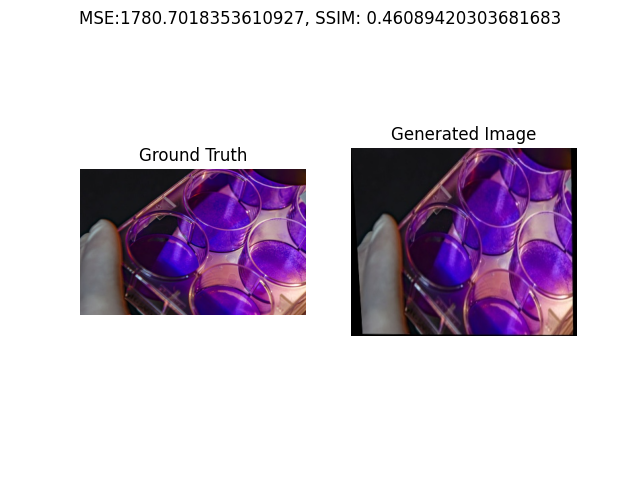 MSE:1780.7018353610927, SSIM: 0.46089420303681683
Ground Truth
Generated Image